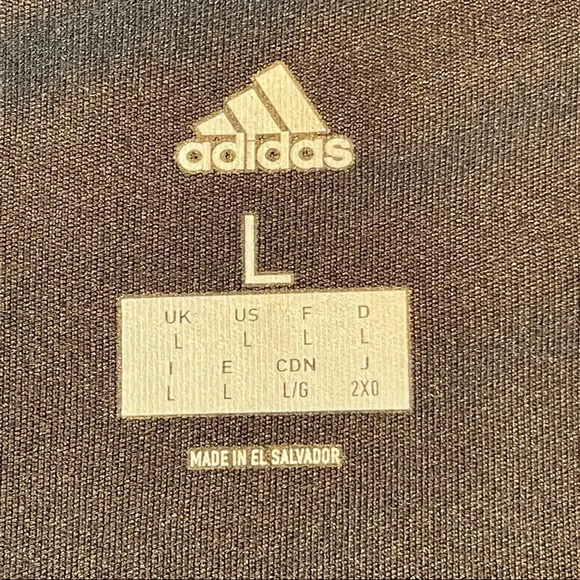 adidas
L
UK US F D
L L L L
I E CDN J
L L L/G 2XO
MADE IN EL SALVADOR